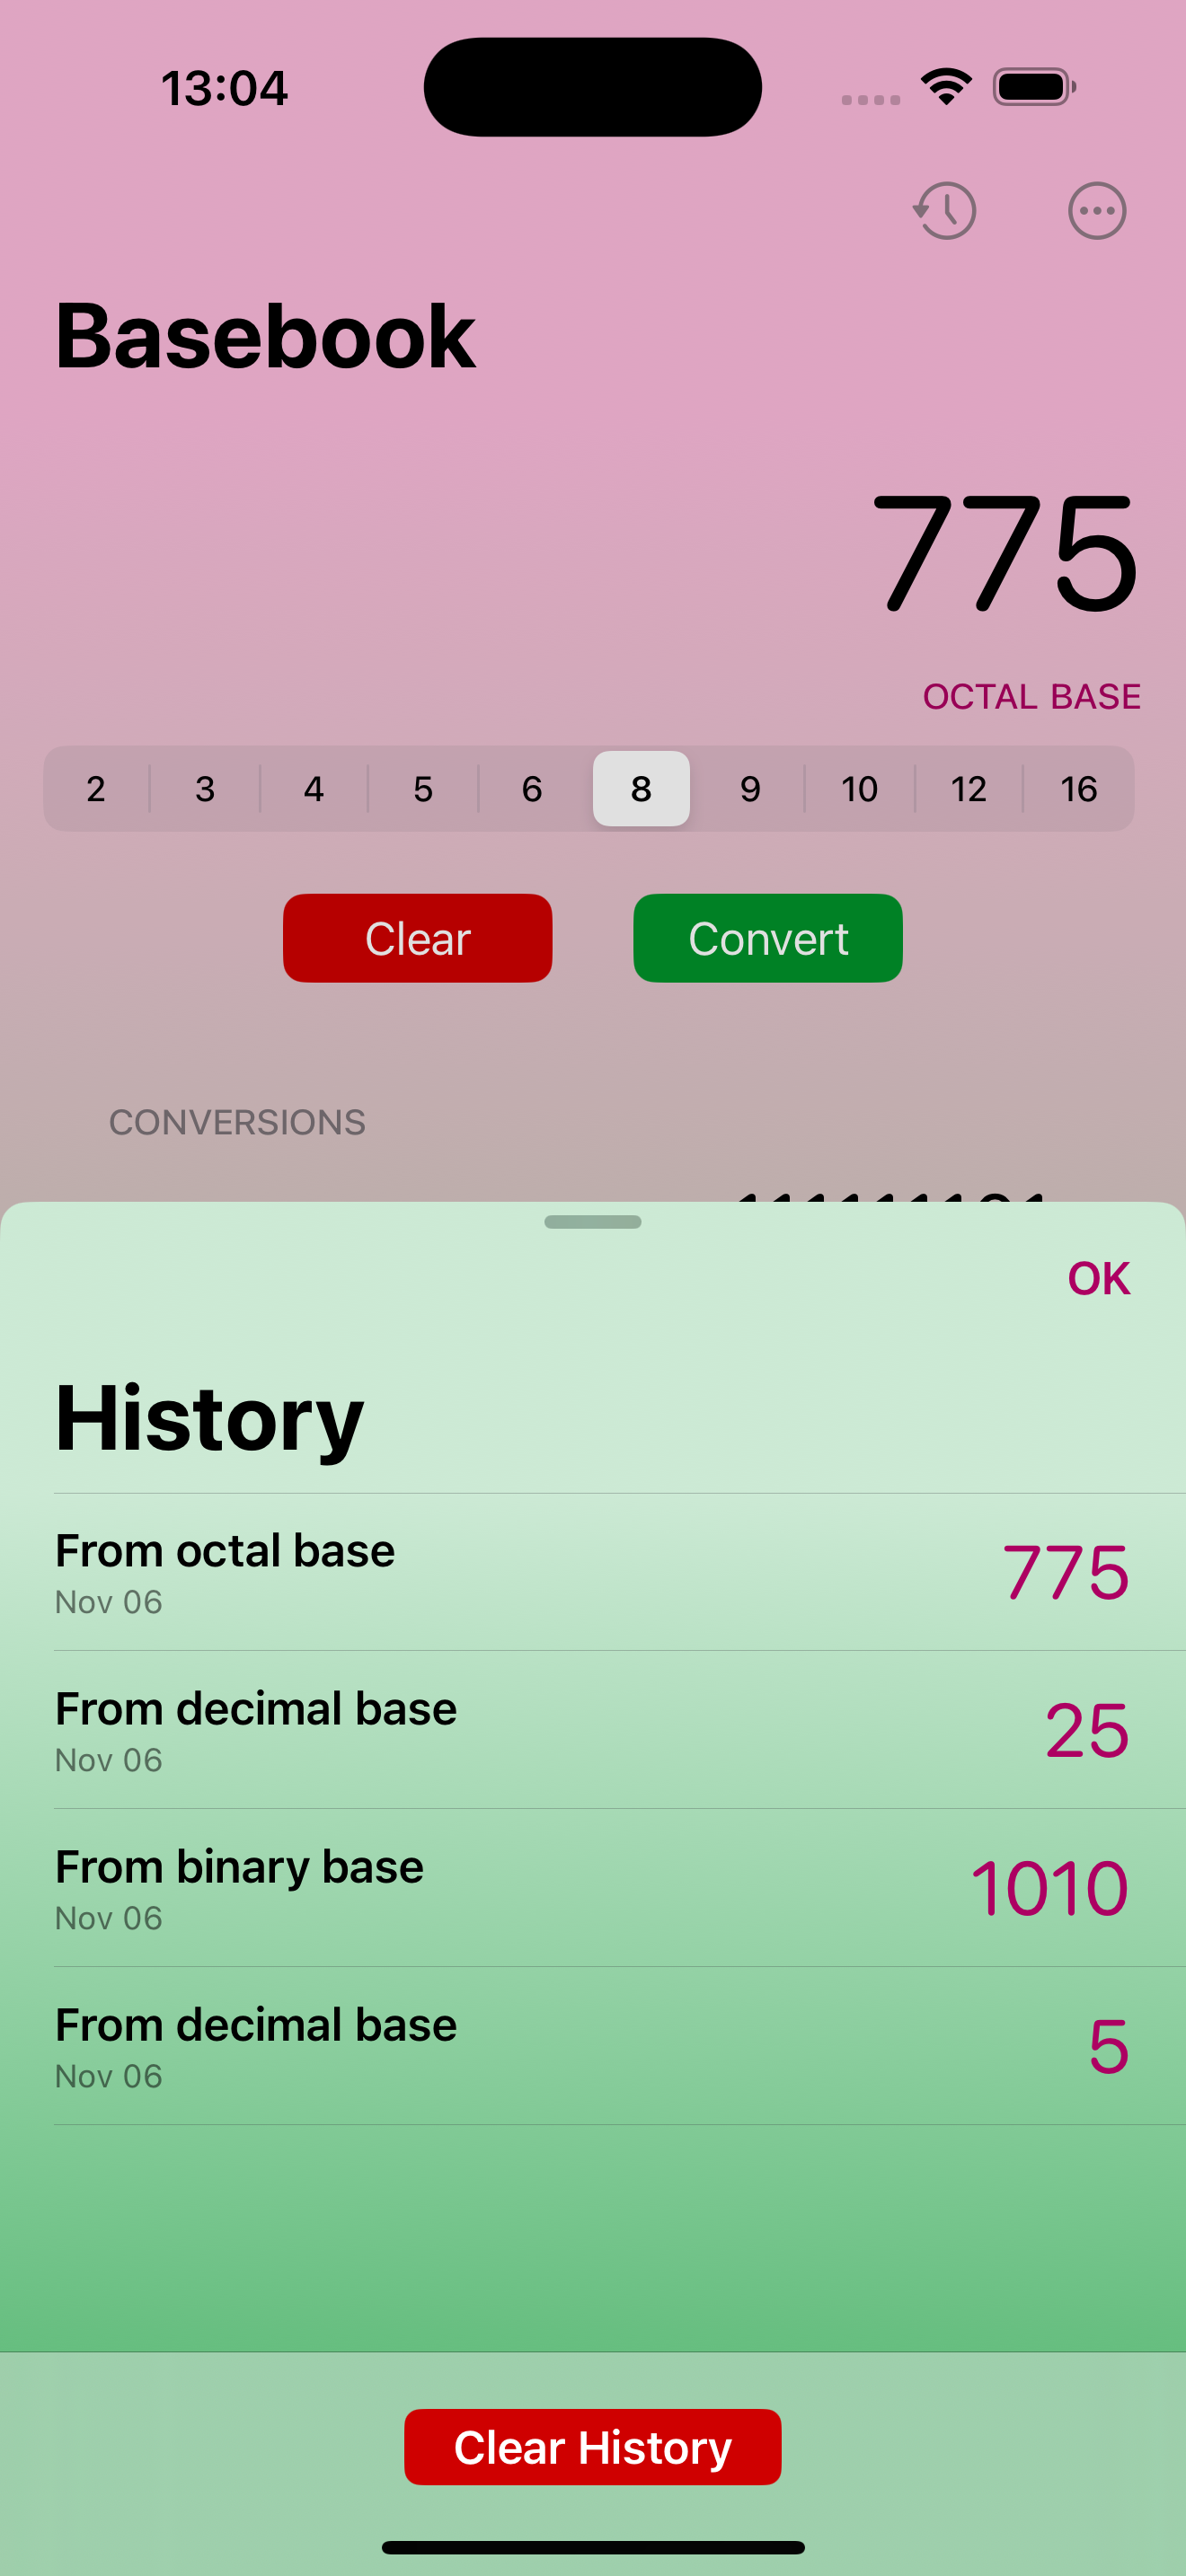 13:04
Basebook
775
OCTAL BASE
2 3 4 5 6 8 9 10 12 16
Clear Convert
CONVERSIONS
OK
History
From octal base 775
Nov 06
From decimal base 25
Nov 06
From binary base 1010
Nov 06
From decimal base 5
Nov 06
Clear History